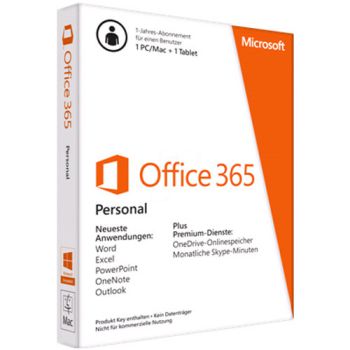 1-Jahres-Abonnement
für einen Benutzer
1 PC/Mac + 1 Tablet
Microsoft
Office 365
Office 365
Personal
Personal
Neueste
Anwendungen:
Word
Excel
PowerPoint
OneNote
Outlook
Plus
Premium-Dienste:
OneDrive-Onlinespeicher
Monatliche Skype-Minuten
Mac
Product Key enthalten • Kein Datenträger
Nicht für kommerzielle Nutzung